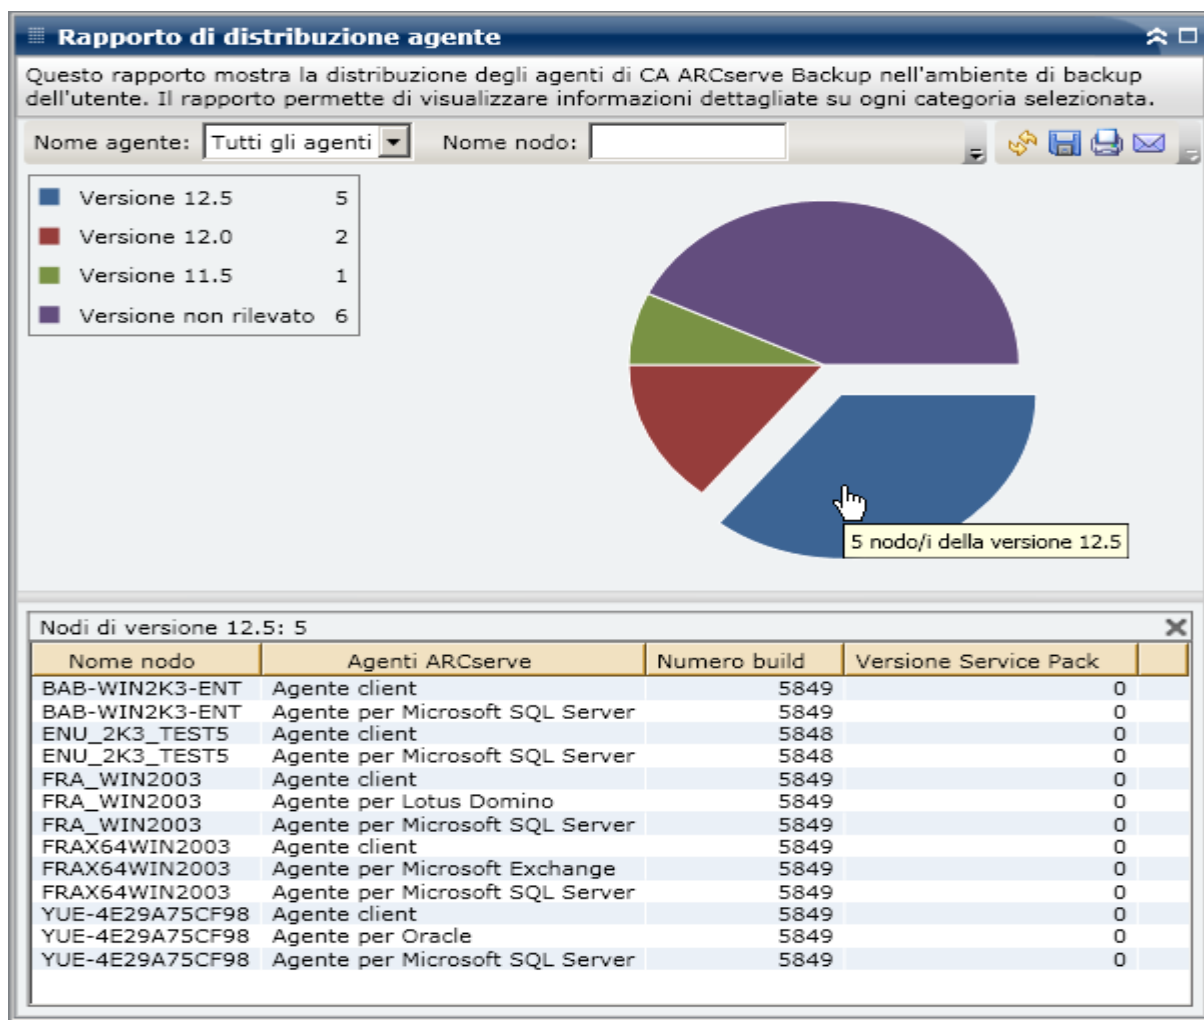 Rapporto di distribuzione agente
Questo rapporto mostra la distribuzione degli agenti di CA ARCserve Backup nell'ambiente di backup
dell'utente. Il rapporto permette di visualizzare informazioni dettagliate su ogni categoria selezionata.
Nome agente: Tutti gli agenti Nome nodo:
Versione 12.5 5
Versione 12.0 2
Versione 11.5 1
Versione non rilevato 6
5 nodo/i della versione 12.5
Nodi di versione 12.5: 5
Nome nodo Agenti ARCserve Numero build Versione Service Pack
BAB-WIN2K3-ENT Agente client 5849 0
BAB-WIN2K3-ENT Agente per Microsoft SQL Server 5849 0
ENU_2K3_TEST5 Agente client 5848 0
ENU_2K3_TEST5 Agente per Microsoft SQL Server 5848 0
FRA_WIN2003 Agente client 5849 0
FRA_WIN2003 Agente per Lotus Domino 5849 0
FRA_WIN2003 Agente per Microsoft SQL Server 5849 0
FRAX64WIN2003 Agente client 5849 0
FRAX64WIN2003 Agente per Microsoft Exchange 5849 0
FRAX64WIN2003 Agente per Microsoft SQL Server 5849 0
YUE-4E29A75CF98 Agente client 5849 0
YUE-4E29A75CF98 Agente per Oracle 5849 0
YUE-4E29A75CF98 Agente per Microsoft SQL Server 5849 0